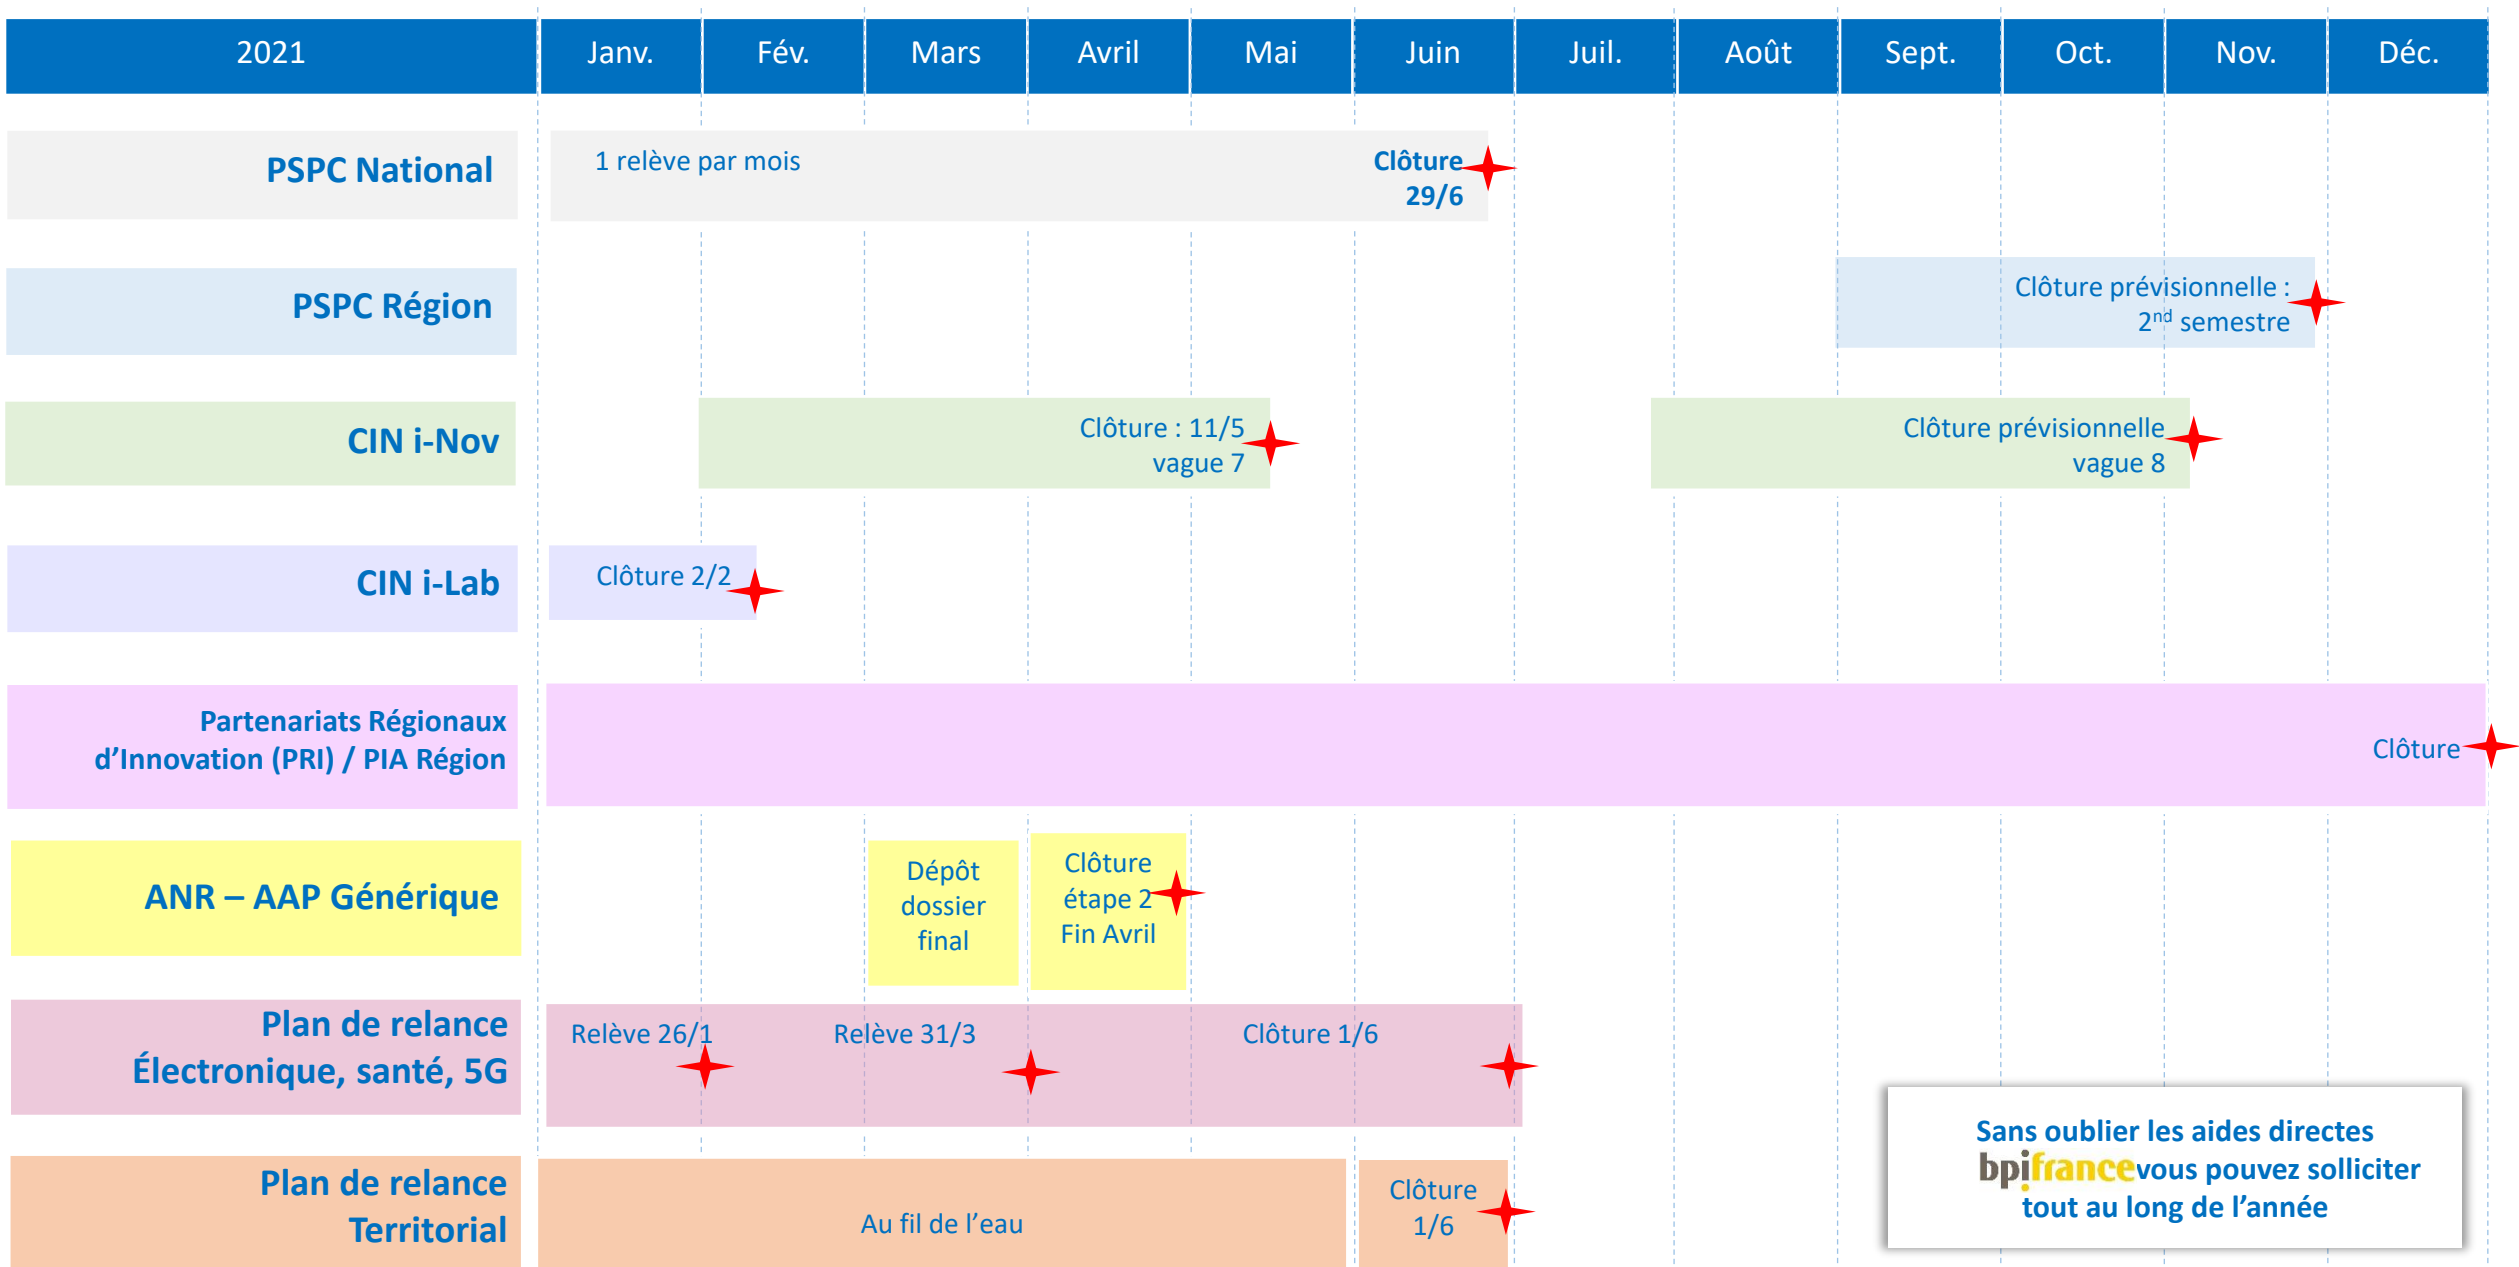 2021 Janv. Fév. Mars Avril Mai Juin Juil. Août Sept. Oct. Nov. Déc.
PSPC National
1 relève par mois
Clôture
29/6
PSPC Région
Clôture prévisionnelle :
2nd semestre
CIN i-Nov
Clôture : 11/5
vague 7
Clôture prévisionnelle
vague 8
CIN i-Lab
Clôture 2/2
Partenariats Régionaux
d’Innovation (PRI) / PIA Région
Clôture
ANR – AAP Générique
Dépôt
dossier
final
Clôture
étape 2
Fin Avril
Plan de relance
Électronique, santé, 5G
Relève 26/1
Relève 31/3
Clôture 1/6
Plan de relance
Territorial
Au fil de l’eau
Clôture
1/6
Sans oublier les aides directes
bpifrance vous pouvez solliciter
tout au long de l’année